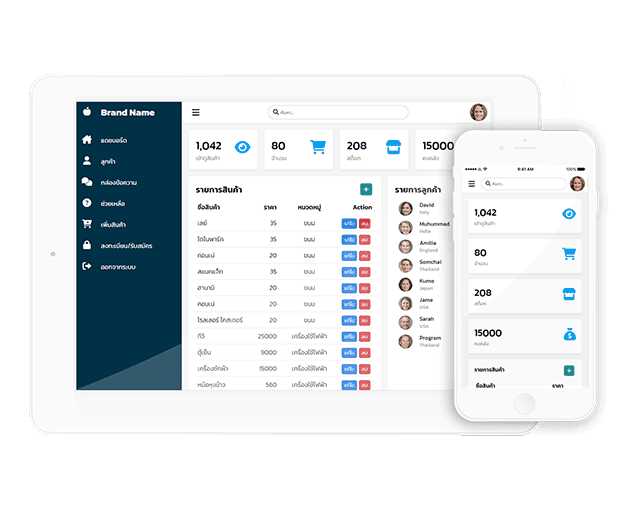 Brand Name
แดชบอร์ด
ลูกค้า
กล่องข้อความ
ช่วยเหลือ
เพิ่มสินค้า
ลงทะเบียน/รับสมัคร
ออกจากระบบ
ค้นหา..
1,042
เข้าดูสินค้า
80
จำนวน
208
สต็อก
15000
คงคลัง
รายการสินค้า
+
ชื่อสินค้า ราคา หมวดหมู่ Action
เลย์ 35 ขนม แก้ไข ลบ
โดโนพาร์ค 35 ขนม แก้ไข ลบ
คอนเน่ 20 ขนม แก้ไข ลบ
สแนคแจ็ก 35 ขนม แก้ไข ลบ
ฮานามิ 20 ขนม แก้ไข ลบ
คอนเน่ 20 ขนม แก้ไข ลบ
โรลเลอร์ โคสเตอร์ 20 ขนม แก้ไข ลบ
ทีวี 25000 เครื่องใช้ไฟฟ้า แก้ไข ลบ
ตู้เย็น 9000 เครื่องใช้ไฟฟ้า แก้ไข ลบ
เครื่องซักผ้า 15000 เครื่องใช้ไฟฟ้า แก้ไข ลบ
หม้อหุงข้าว 560 เครื่องใช้ไฟฟ้า แก้ไข ลบ
รายการลูกค้า
David
Italy
Muhummad
India
Amilia
England
Somchai
Thailand
Kumo
Japan
Jame
USA
Sarah
USA
Program
Thailand
9:41 AM 100%
ค้นหา..
1,042
เข้าดูสินค้า
80
จำนวน
208
สต็อก
15000
คงคลัง
รายการสินค้า
ชื่อสินค้า ราคา